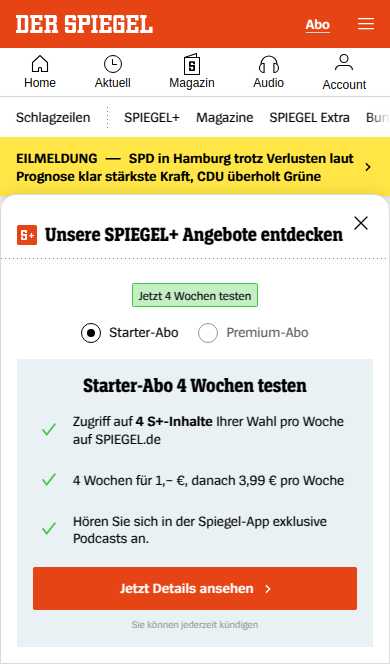 DER SPIEGEL
Abo
Home
Aktuell
Magazin
Audio
Account
Schlagzeilen
SPIEGEL+
Magazine
SPIEGEL Extra
Bun
EILMELDUNG — SPD in Hamburg trotz Verlusten laut
Prognose klar stärkste Kraft, CDU überholt Grüne
S+ Unsere SPIEGEL+ Angebote entdecken
Jetzt 4 Wochen testen
Starter-Abo
Premium-Abo
Starter-Abo 4 Wochen testen
Zugriff auf 4 S+-Inhalte Ihrer Wahl pro Woche
auf SPIEGEL.de
4 Wochen für 1,– €, danach 3,99 € pro Woche
Hören Sie sich in der Spiegel-App exklusive
Podcasts an.
Jetzt Details ansehen
Sie können jederzeit kündigen